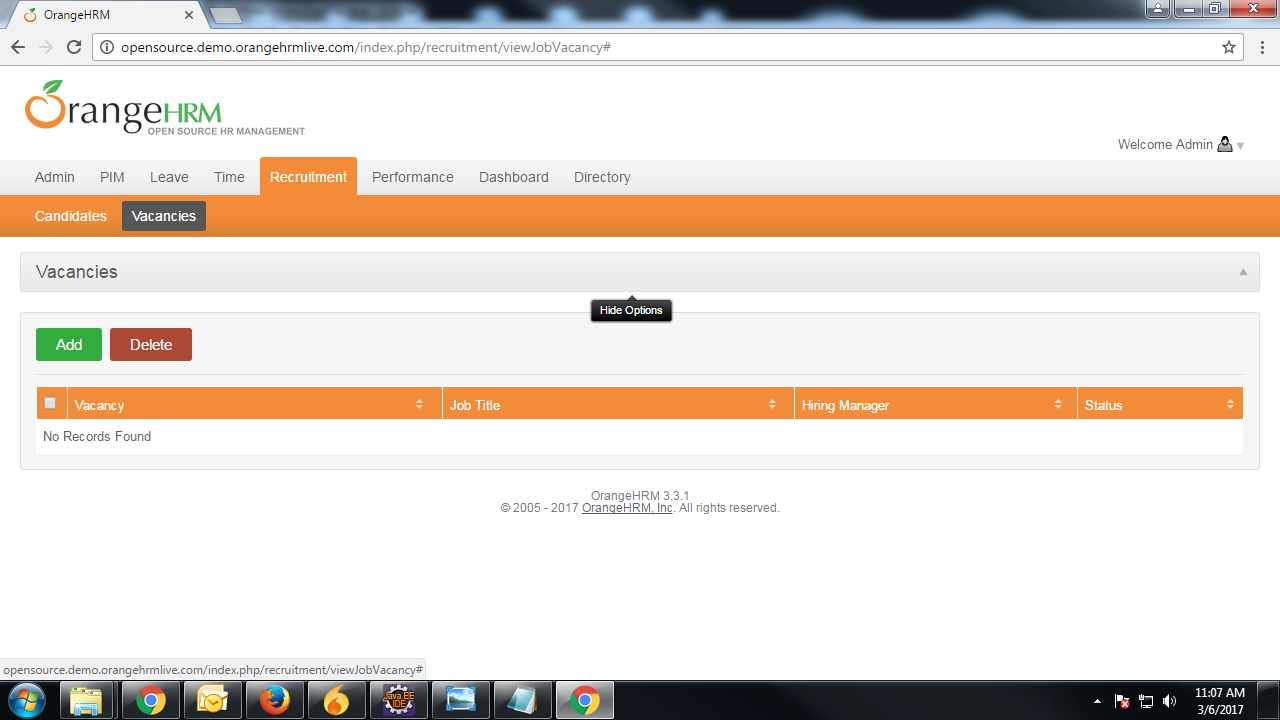 OrangeHRM
opensource.demo.orangehrmlive.com/index.php/recruitment/viewJobVacancy#
OrangeHRM
OPEN SOURCE HR MANAGEMENT
Welcome Admin
Admin PIM Leave Time Recruitment Performance Dashboard Directory
Candidates Vacancies
Vacancies
Hide Options
Add Delete
Vacancy Job Title Hiring Manager Status
No Records Found
OrangeHRM 3.3.1
© 2005 - 2017 OrangeHRM, Inc. All rights reserved.
opensource.demo.orangehrmlive.com/index.php/recruitment/viewJobVacancy#
Java EE
IDE
11:07 AM
3/6/2017